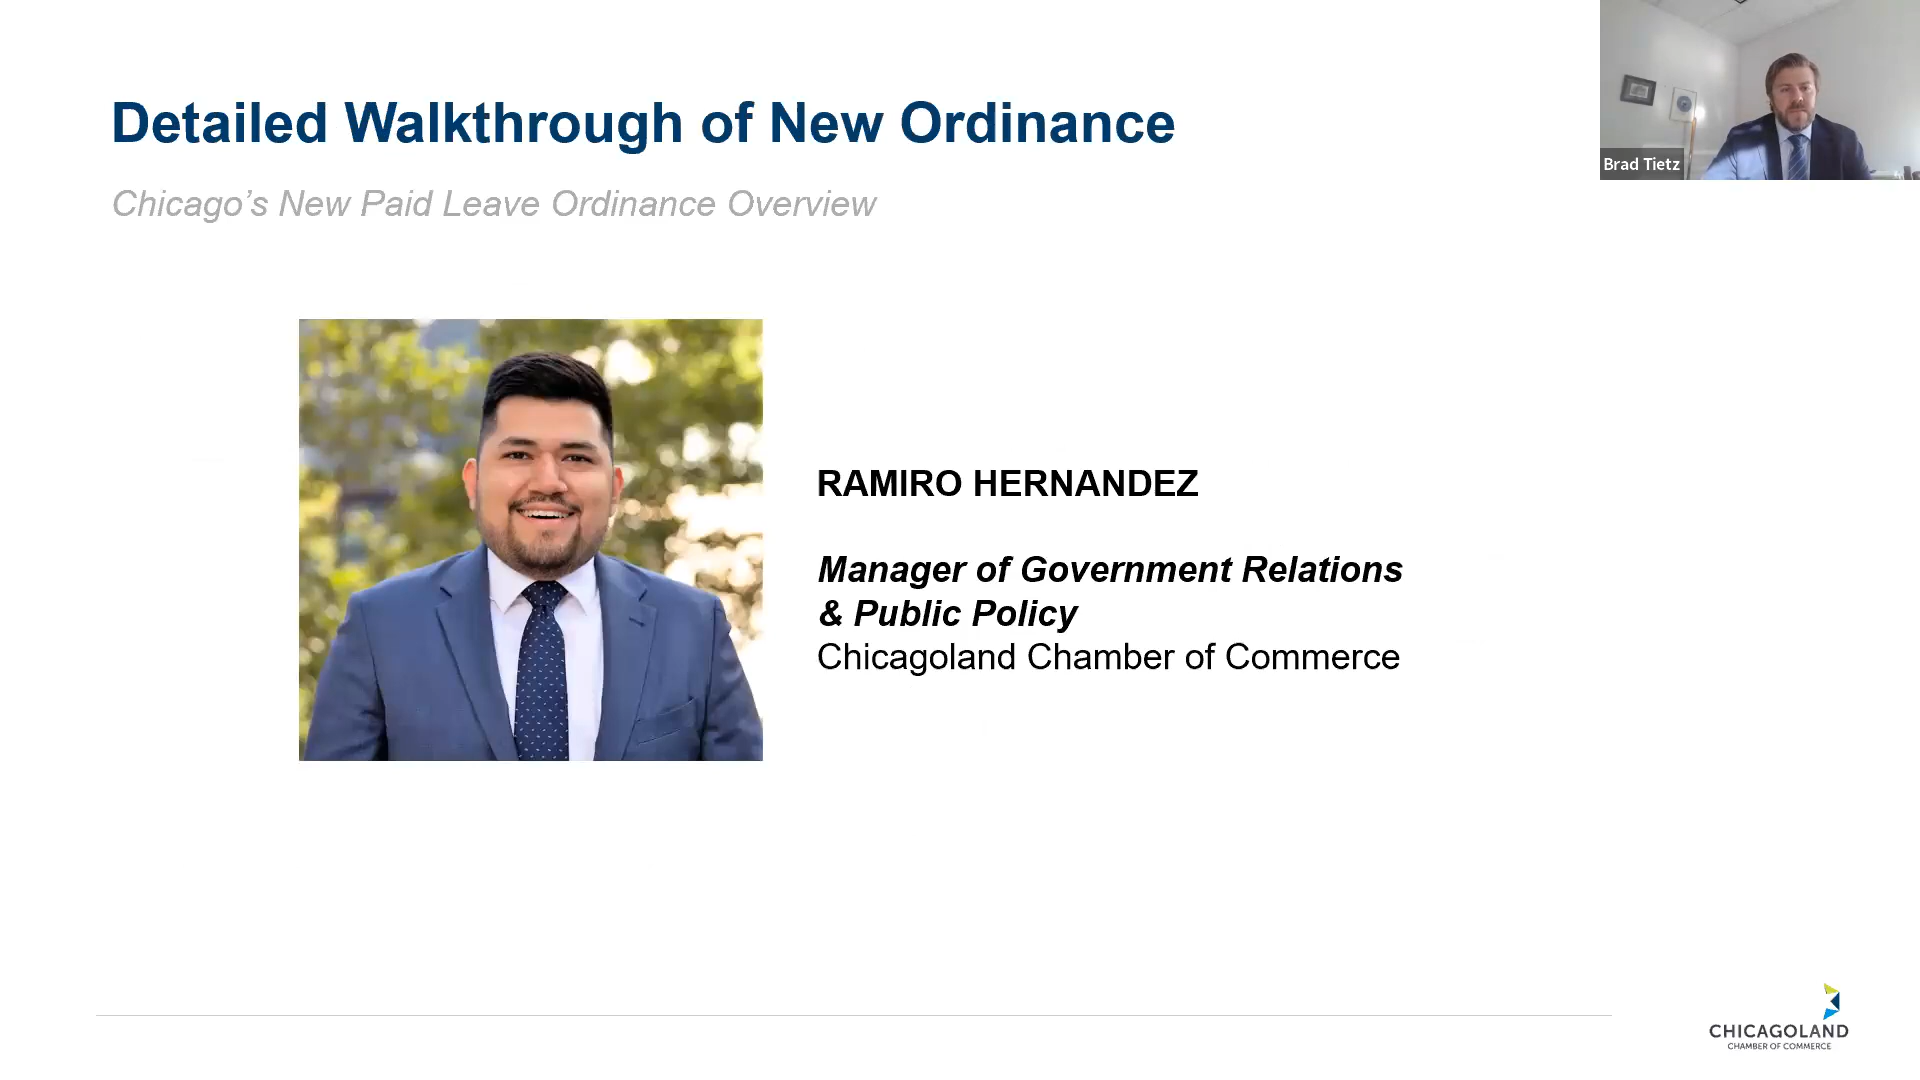 Detailed Walkthrough of New Ordinance
Chicago’s New Paid Leave Ordinance Overview
Brad Tietz
RAMIRO HERNANDEZ
Manager of Government Relations
& Public Policy
Chicagoland Chamber of Commerce
CHICAGOLAND
CHAMBER OF COMMERCE